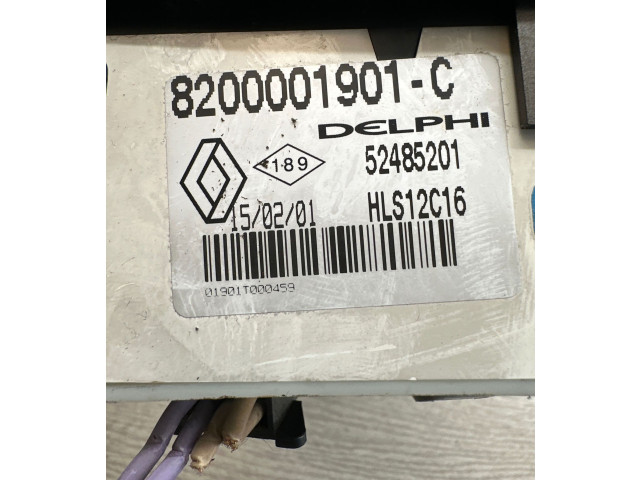 8200001901-C
DELPHI
189 52485201
15/02/01 HLS12C16
01901T000459